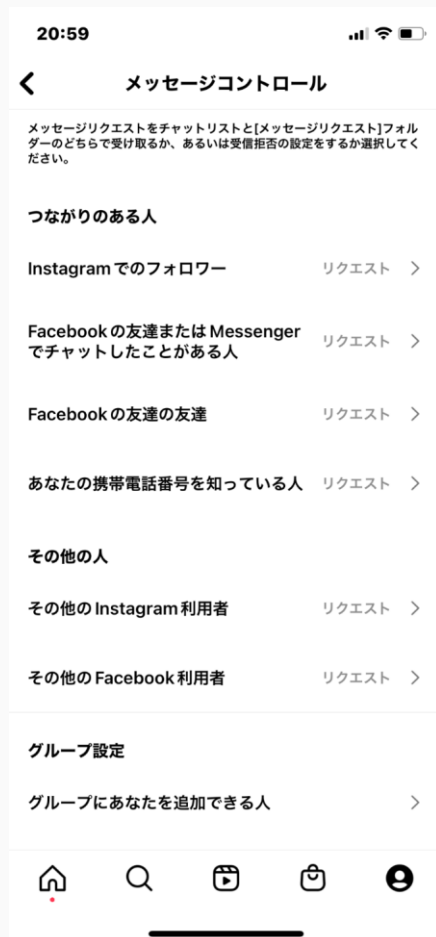 20:59
メッセージコントロール
メッセージリクエストをチャットリストと[メッセージリクエスト]フォル
ダーのどちらで受け取るか、あるいは受信拒否の設定をするか選択してく
ださい。
つながりのある人
Instagramでのフォロワー リクエスト
Facebookの友達またはMessenger
でチャットしたことがある人 リクエスト
Facebookの友達の友達 リクエスト
あなたの携帯電話番号を知っている人 リクエスト
その他の人
その他のInstagram利用者 リクエスト
その他のFacebook利用者 リクエスト
グループ設定
グループにあなたを追加できる人